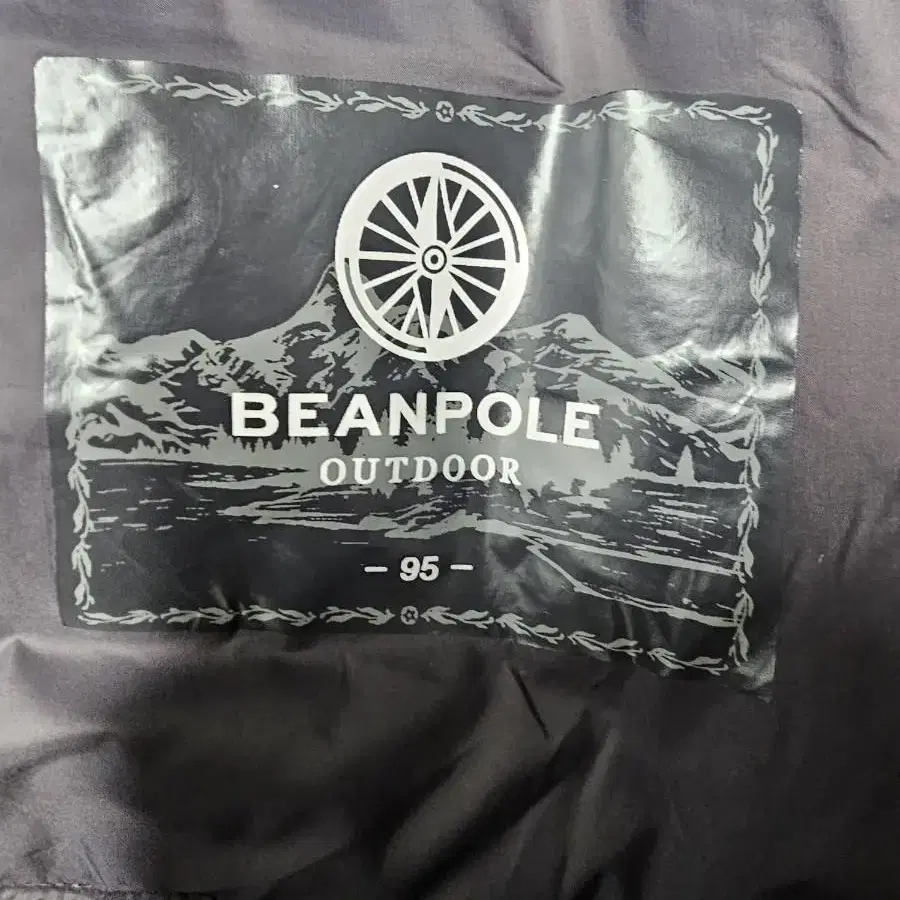 BEANPOLE
OUTDOOR
- 95 -